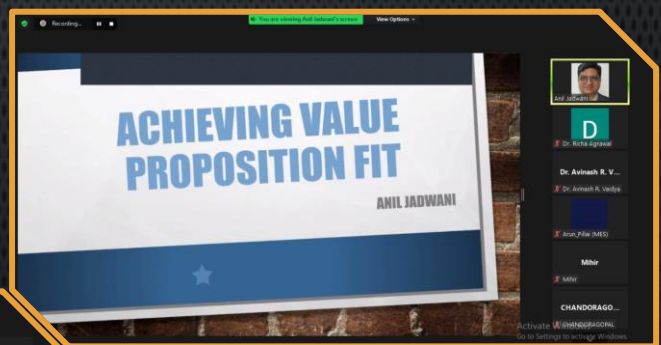 Recording...
You are viewing Anil Jadwani's screen
View Options
ACHIEVING VALUE
PROPOSITION FIT
ANIL JADWANI
Anil Jadwani
D
Dr. Richa Agrawal
Dr. Avinash R. V...
Dr. Avinash R. Vaidya
Arun_Pillai (MES)
Mihir
Mihir
CHANDORAGO...
CHANDORAGOPAL
Activate Windows
Go to Settings to activate Windows.